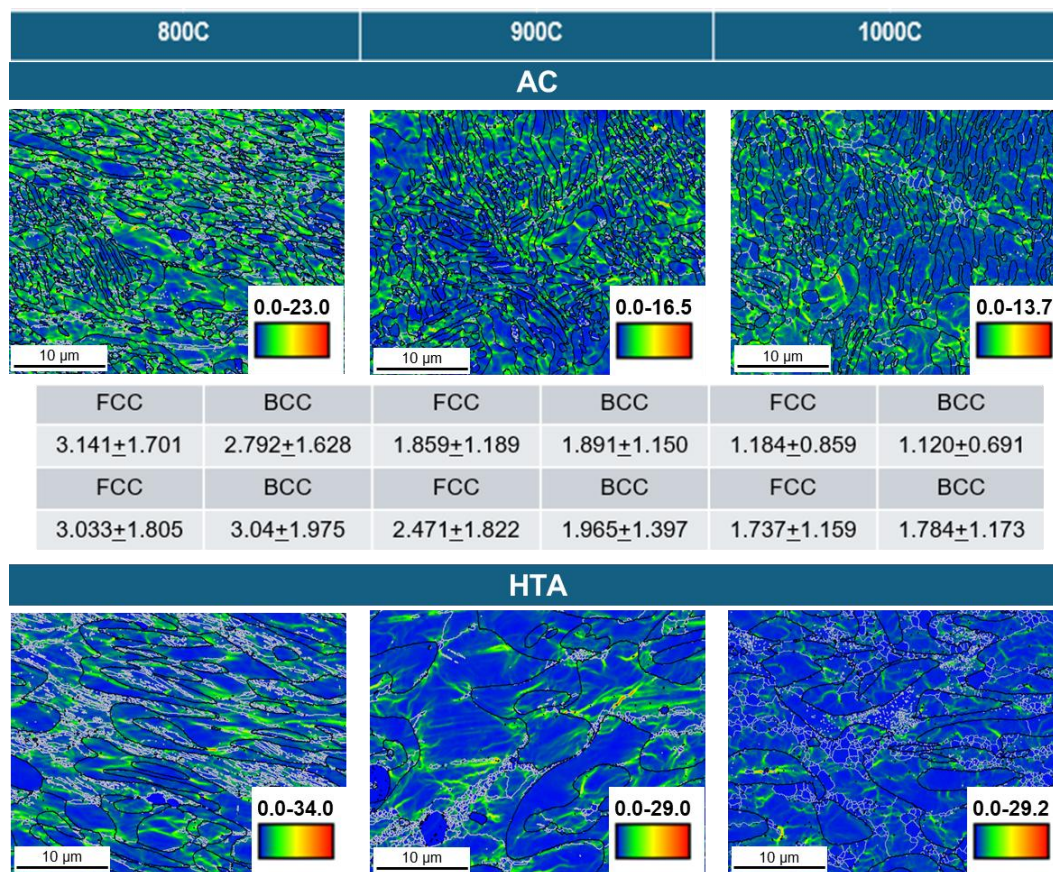 800C 900C 1000C
AC
0.0-23.0 0.0-16.5 0.0-13.7
10 µm 10 µm 10 µm
FCC BCC FCC BCC FCC BCC
3.141±1.701 2.792±1.628 1.859±1.189 1.891±1.150 1.184±0.859 1.120±0.691
FCC BCC FCC BCC FCC BCC
3.033±1.805 3.04±1.975 2.471±1.822 1.965±1.397 1.737±1.159 1.784±1.173
HTA
0.0-34.0 0.0-29.0 0.0-29.2
10 µm 10 µm 10 µm